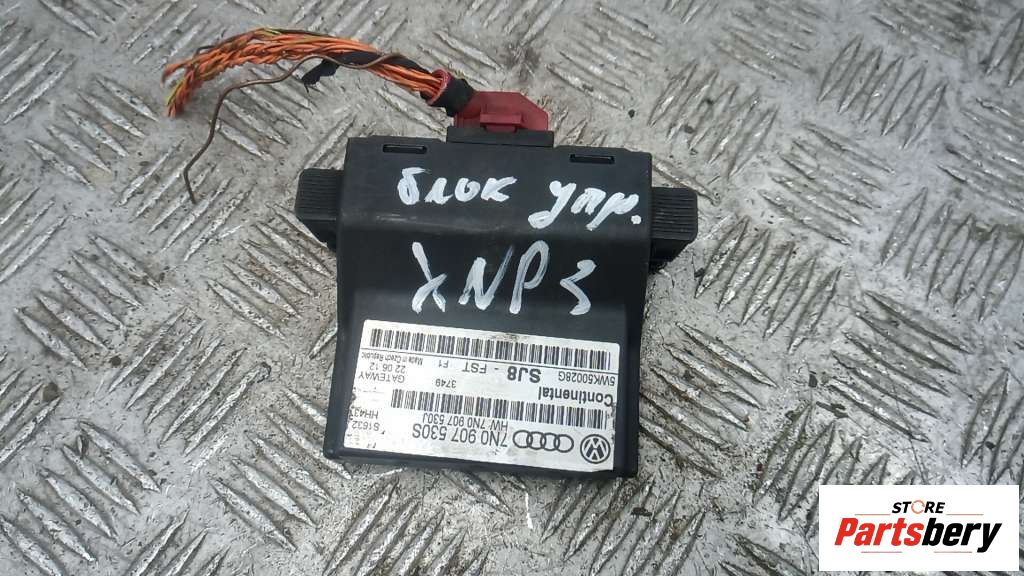 блок упр.
XNP3
7N0 907 530S
HW: 7N0 907 530J
GATEWAY
22 06 12
3749
Continental
SJ8 - FST F1
Made in Czech Republic
5WK50028G
STORE
Partsbery